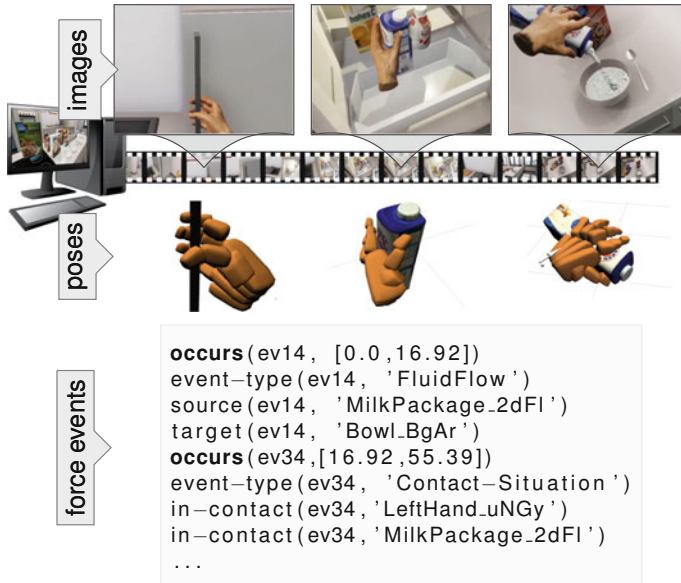 images
poses
force events
occurs(ev14, [0.0,16.92])
event−type(ev14, 'FluidFlow')
source(ev14, 'MilkPackage_2dFl')
target(ev14, 'Bowl_BgAr')
occurs(ev34,[16.92,55.39])
event−type(ev34, 'Contact−Situation')
in−contact(ev34,'LeftHand_uNGy')
in−contact(ev34,'MilkPackage_2dFl')
...